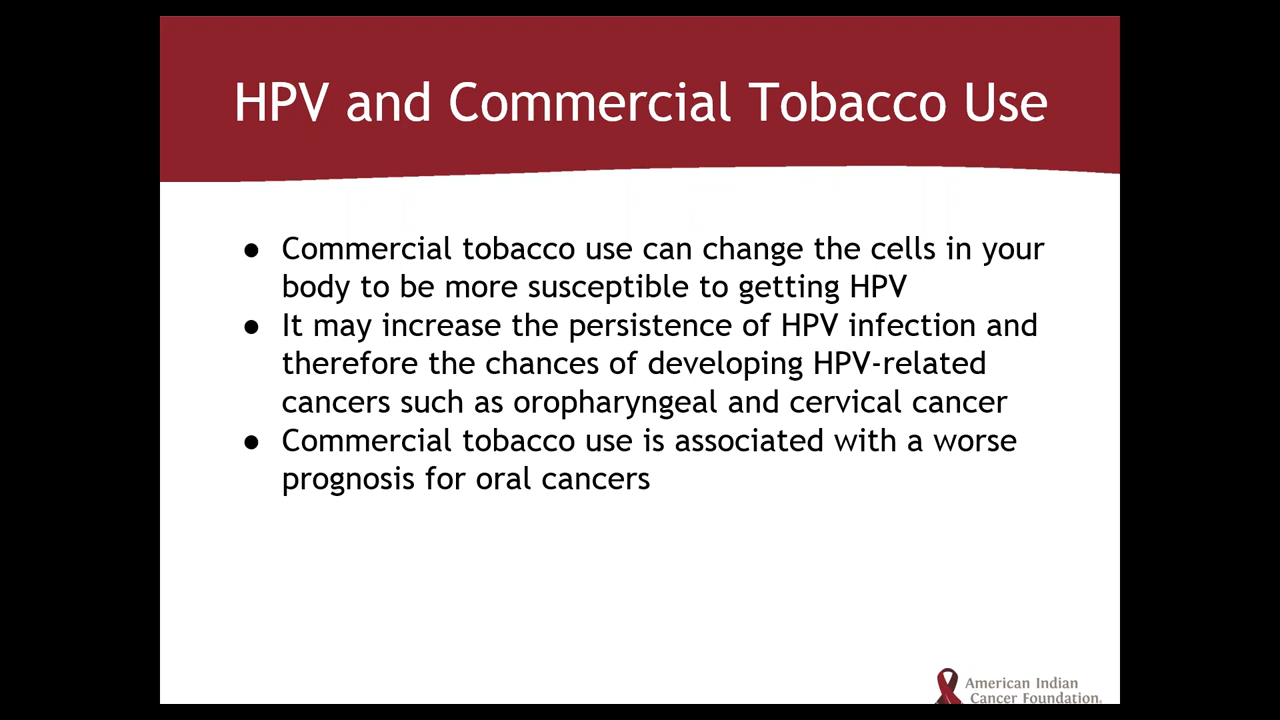 HPV and Commercial Tobacco Use
● Commercial tobacco use can change the cells in your
body to be more susceptible to getting HPV
● It may increase the persistence of HPV infection and
therefore the chances of developing HPV-related
cancers such as oropharyngeal and cervical cancer
● Commercial tobacco use is associated with a worse
prognosis for oral cancers
American Indian
Cancer Foundation.